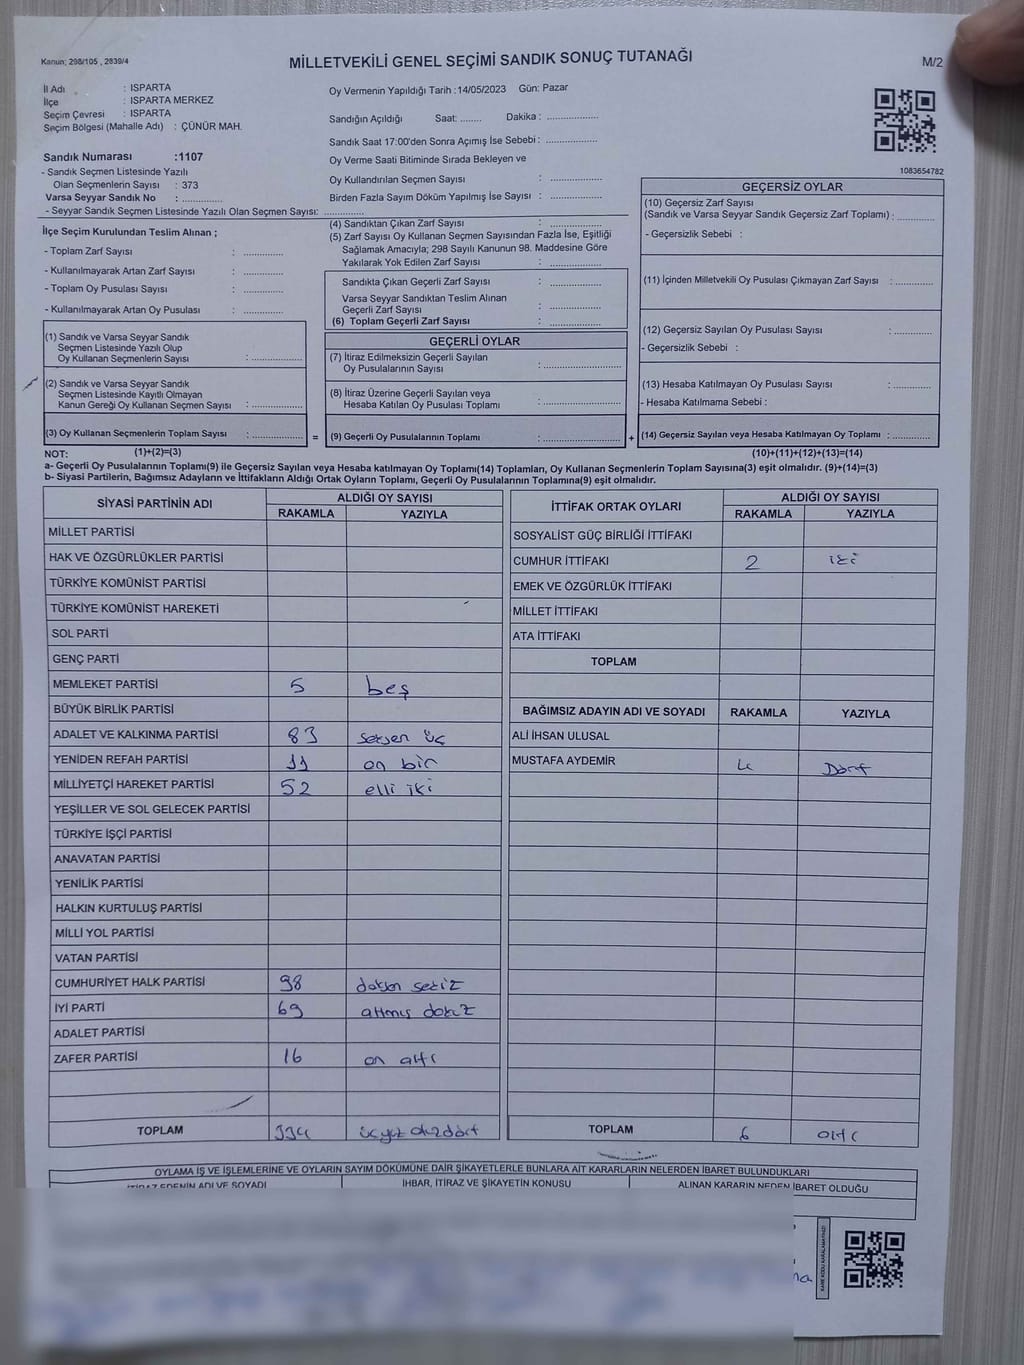 Kanun; 298/105 , 2839/4
MİLLETVEKİLİ GENEL SEÇİMİ SANDIK SONUÇ TUTANAĞI
M/2
İl Adı : ISPARTA
İlçe : ISPARTA MERKEZ
Seçim Çevresi : ISPARTA
Seçim Bölgesi (Mahalle Adı) : ÇÜNÜR MAH.
Sandık Numarası :1107
- Sandık Seçmen Listesinde Yazılı
Olan Seçmenlerin Sayısı : 373
Varsa Seyyar Sandık No : ..............
- Seyyar Sandık Seçmen Listesinde Yazılı Olan Seçmen Sayısı: ..............
Oy Vermenin Yapıldığı Tarih :14/05/2023 Gün: Pazar
Sandığın Açıldığı Saat: ........ Dakika : ..................
Sandık Saat 17:00'den Sonra Açımış İse Sebebi : ..................
Oy Verme Saati Bitiminde Sırada Bekleyen ve
Oy Kullandırılan Seçmen Sayısı : ..................
Birden Fazla Sayım Döküm Yapılmış İse Sayısı : ..................
1083654782
İlçe Seçim Kurulundan Teslim Alınan ;
- Toplam Zarf Sayısı : ..............
- Kullanılmayarak Artan Zarf Sayısı : ..............
- Toplam Oy Pusulası Sayısı : ..............
- Kullanılmayarak Artan Oy Pusulası : ..............
(4) Sandıktan Çıkan Zarf Sayısı : ..................
(5) Zarf Sayısı Oy Kullanan Seçmen Sayısından Fazla İse, Eşitliği
Sağlamak Amacıyla; 298 Sayılı Kanunun 98. Maddesine Göre
Yakılarak Yok Edilen Zarf Sayısı : ..................
Sandıkta Çıkan Geçerli Zarf Sayısı : ..................
Varsa Seyyar Sandıktan Teslim Alınan
Geçerli Zarf Sayısı : ..................
(6) Toplam Geçerli Zarf Sayısı : ..................
GEÇERSİZ OYLAR
(10) Geçersiz Zarf Sayısı
(Sandık ve Varsa Seyyar Sandık Geçersiz Zarf Toplamı) : ............
- Geçersizlik Sebebi :
(11) İçinden Milletvekili Oy Pusulası Çıkmayan Zarf Sayısı : ............
(12) Geçersiz Sayılan Oy Pusulası Sayısı : ............
- Geçersizlik Sebebi :
(13) Hesaba Katılmayan Oy Pusulası Sayısı : ............
- Hesaba Katılmama Sebebi :
(14) Geçersiz Sayılan veya Hesaba Katılmayan Oy Toplamı : ............
(1) Sandık ve Varsa Seyyar Sandık
Seçmen Listesinde Yazılı Olup
Oy Kullanan Seçmenlerin Sayısı : ..................
(2) Sandık ve Varsa Seyyar Sandık
Seçmen Listesinde Kayıtlı Olmayan
Kanun Gereği Oy Kullanan Seçmen Sayısı : ..................
(3) Oy Kullanan Seçmenlerin Toplam Sayısı : ..................
=
GEÇERLİ OYLAR
(7) İtiraz Edilmeksizin Geçerli Sayılan
Oy Pusulalarının Sayısı : ..................
(8) İtiraz Üzerine Geçerli Sayılan veya
Hesaba Katılan Oy Pusulası Toplamı : ..................
(9) Geçerli Oy Pusulalarının Toplamı : ..................
+
NOT: (1)+(2)=(3) (10)+(11)+(12)+(13)=(14)
a- Geçerli Oy Pusulalarının Toplamı(9) ile Geçersiz Sayılan veya Hesaba katılmayan Oy Toplamı(14) Toplamları, Oy Kullanan Seçmenlerin Toplam Sayısına(3) eşit olmalıdır. (9)+(14)=(3)
b- Siyasi Partilerin, Bağımsız Adayların ve İttifakların Aldığı Ortak Oyların Toplamı, Geçerli Oy Pusulalarının Toplamına(9) eşit olmalıdır.
SİYASİ PARTİNİN ADI ALDIĞI OY SAYISI
RAKAMLA YAZIYLA
MİLLET PARTİSİ
HAK VE ÖZGÜRLÜKLER PARTİSİ
TÜRKİYE KOMÜNİST PARTİSİ
TÜRKİYE KOMÜNİST HAREKETİ
SOL PARTİ
GENÇ PARTİ
MEMLEKET PARTİSİ 5 beş
BÜYÜK BİRLİK PARTİSİ
ADALET VE KALKINMA PARTİSİ 83 seksen üç
YENİDEN REFAH PARTİSİ 11 on bir
MİLLİYETÇİ HAREKET PARTİSİ 52 elli iki
YEŞİLLER VE SOL GELECEK PARTİSİ
TÜRKİYE İŞÇİ PARTİSİ
ANAVATAN PARTİSİ
YENİLİK PARTİSİ
HALKIN KURTULUŞ PARTİSİ
MİLLİ YOL PARTİSİ
VATAN PARTİSİ
CUMHURİYET HALK PARTİSİ 98 doksan sekiz
İYİ PARTİ 69 altmış dokuz
ADALET PARTİSİ
ZAFER PARTİSİ 16 on altı
TOPLAM 334 üçyüz otuzdört
İTTİFAK ORTAK OYLARI ALDIĞI OY SAYISI
RAKAMLA YAZIYLA
SOSYALİST GÜÇ BİRLİĞİ İTTİFAKI
CUMHUR İTTİFAKI 2 iki
EMEK VE ÖZGÜRLÜK İTTİFAKI
MİLLET İTTİFAKI
ATA İTTİFAKI
TOPLAM
BAĞIMSIZ ADAYIN ADI VE SOYADI RAKAMLA YAZIYLA
ALİ İHSAN ULUSAL
MUSTAFA AYDEMİR 4 Dört
TOPLAM 6 altı
OYLAMA İŞ VE İŞLEMLERİNE VE OYLARIN SAYIM DÖKÜMÜNE DAİR ŞİKAYETLERLE BUNLARA AİT KARARLARIN NELERDEN İBARET BULUNDUKLARI
İTİRAZ EDENİN ADI VE SOYADI İHBAR, İTİRAZ VE ŞİKAYETİN KONUSU ALINAN KARARIN NEDEN İBARET OLDUĞU
KARE KODU KARALAMAYINIZ!